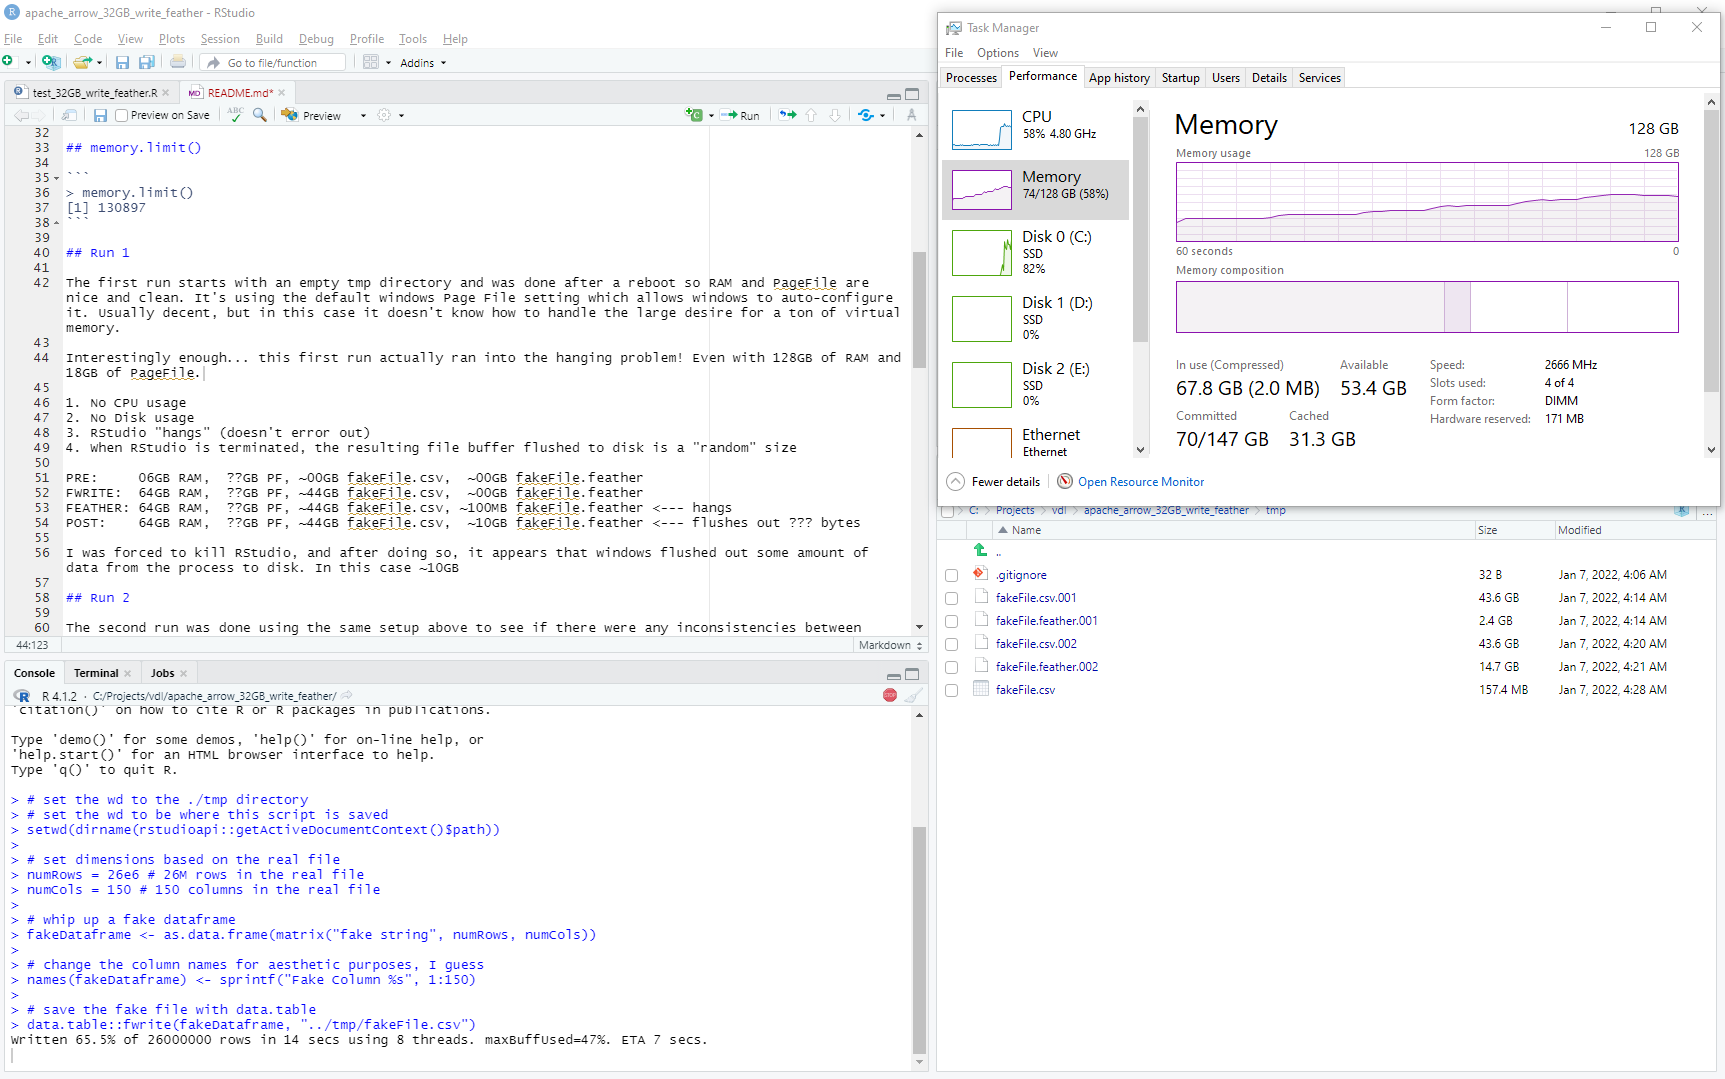 apache_arrow_32GB_write_feather - RStudio
File Edit Code View Plots Session Build Debug Profile Tools Help
Go to file/function Addins
test_32GB_write_feather.R README.md*
Preview on Save ABC Preview Run
32
33 ## memory.limit()
34
35 ```
36 > memory.limit()
37 [1] 130897
38 ```
39
40 ## Run 1
41
42 The first run starts with an empty tmp directory and was done after a reboot so RAM and PageFile are
nice and clean. It's using the default windows Page File setting which allows windows to auto-configure
it. Usually decent, but in this case it doesn't know how to handle the large desire for a ton of virtual
memory.
43
44 Interestingly enough... this first run actually ran into the hanging problem! Even with 128GB of RAM and
18GB of PageFile.
45
46 1. No CPU usage
47 2. No Disk usage
48 3. RStudio "hangs" (doesn't error out)
49 4. When RStudio is terminated, the resulting file buffer flushed to disk is a "random" size
50
51 PRE: 06GB RAM, ??GB PF, ~00GB fakeFile.csv, ~00GB fakeFile.feather
52 FWRITE: 64GB RAM, ??GB PF, ~44GB fakeFile.csv, ~00GB fakeFile.feather
53 FEATHER: 64GB RAM, ??GB PF, ~44GB fakeFile.csv, ~100MB fakeFile.feather <--- hangs
54 POST: 64GB RAM, ??GB PF, ~44GB fakeFile.csv, ~10GB fakeFile.feather <--- flushes out ??? bytes
55
56 I was forced to kill RStudio, and after doing so, it appears that windows flushed out some amount of
data from the process to disk. In this case ~10GB
57
58 ## Run 2
59
60 The second run was done using the same setup above to see if there were any inconsistencies between
44:123 Markdown
Console Terminal Jobs
R 4.1.2 · C:/Projects/vdl/apache_arrow_32GB_write_feather/
STOP
'citation()' on how to cite R or R packages in publications.
Type 'demo()' for some demos, 'help()' for on-line help, or
'help.start()' for an HTML browser interface to help.
Type 'q()' to quit R.
> # set the wd to the ./tmp directory
> # set the wd to be where this script is saved
> setwd(dirname(rstudioapi::getActiveDocumentContext()$path))
>
> # set dimensions based on the real file
> numRows = 26e6 # 26M rows in the real file
> numCols = 150 # 150 columns in the real file
>
> # whip up a fake dataframe
> fakeDataframe <- as.data.frame(matrix("fake string", numRows, numCols))
>
> # change the column names for aesthetic purposes, I guess
> names(fakeDataframe) <- sprintf("Fake Column %s", 1:150)
>
> # save the fake file with data.table
> data.table::fwrite(fakeDataframe, "../tmp/fakeFile.csv")
Written 65.5% of 26000000 rows in 14 secs using 8 threads. maxBuffUsed=47%. ETA 7 secs.
Task Manager
File Options View
Processes Performance App history Startup Users Details Services
CPU
58% 4.80 GHz
Memory
74/128 GB (58%)
Disk 0 (C:)
SSD
82%
Disk 1 (D:)
SSD
0%
Disk 2 (E:)
SSD
0%
Ethernet
Ethernet
Memory 128 GB
Memory usage 128 GB
60 seconds 0
Memory composition
In use (Compressed) Available
67.8 GB (2.0 MB) 53.4 GB
Committed Cached
70/147 GB 31.3 GB
Speed: 2666 MHz
Slots used: 4 of 4
Form factor: DIMM
Hardware reserved: 171 MB
Fewer details Open Resource Monitor
C: Projects vdl apache_arrow_32GB_write_feather tmp ...
Name Size Modified
..
.gitignore 32 B Jan 7, 2022, 4:06 AM
fakeFile.csv.001 43.6 GB Jan 7, 2022, 4:14 AM
fakeFile.feather.001 2.4 GB Jan 7, 2022, 4:14 AM
fakeFile.csv.002 43.6 GB Jan 7, 2022, 4:20 AM
fakeFile.feather.002 14.7 GB Jan 7, 2022, 4:21 AM
fakeFile.csv 157.4 MB Jan 7, 2022, 4:28 AM